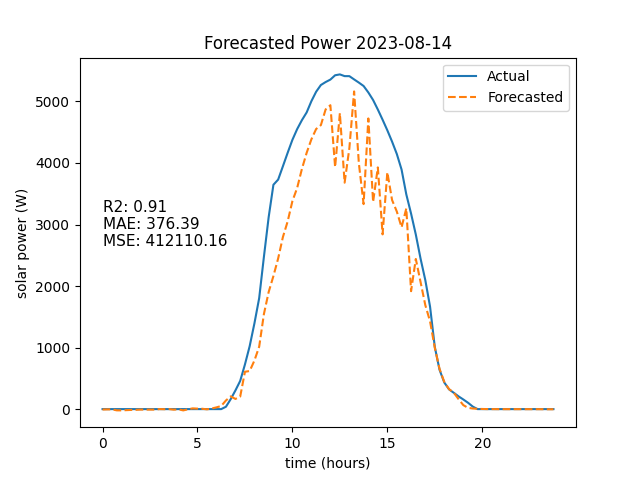 Forecasted Power 2023-08-14
Actual
Forecasted
5000
4000
3000
2000
1000
0
solar power (W)
R2: 0.91
MAE: 376.39
MSE: 412110.16
0 5 10 15 20
time (hours)